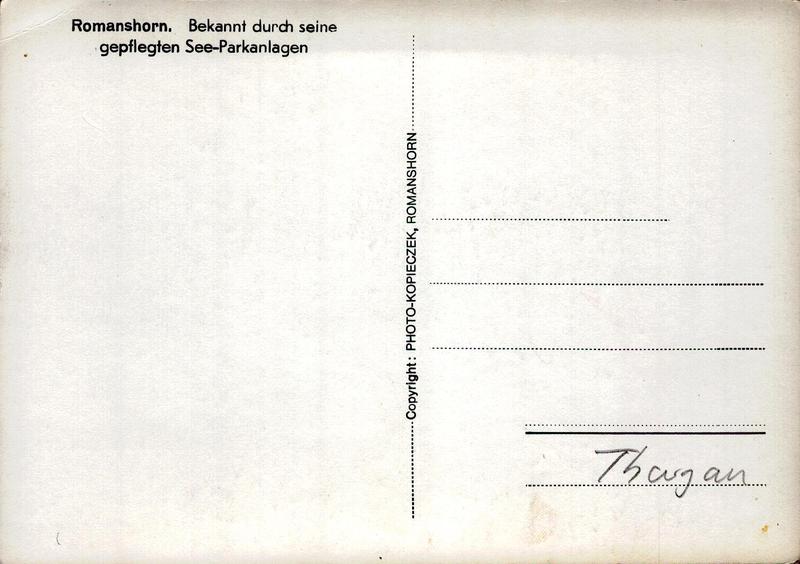 Romanshorn. Bekannt durch seine
gepflegten See-Parkanlagen
Copyright: PHOTO-KOPIECZEK, ROMANSHORN
Thurgau